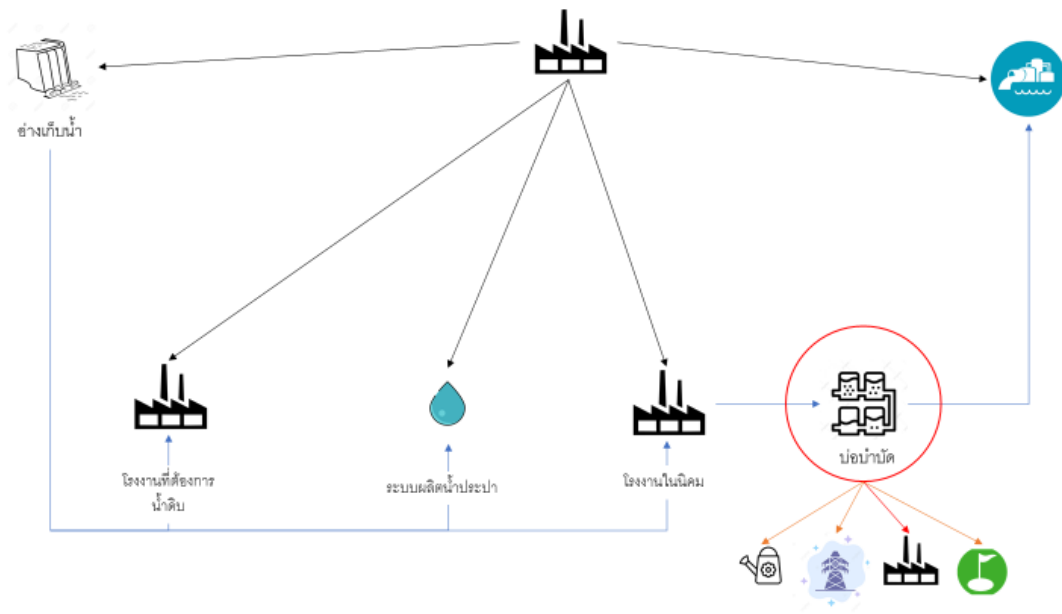 อ่างเก็บน้ำ
โรงงานที่ต้องการ
น้ำดิบ
ระบบผลิตน้ำประปา
โรงงานในนิคม
บ่อบำบัด